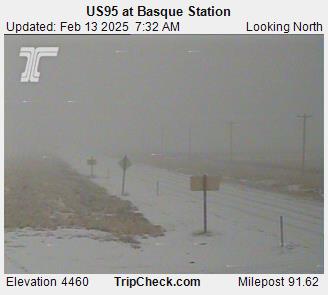 US95 at Basque Station
Updated: Feb 13 2025 7:32 AM Looking North
Elevation 4460 TripCheck.com Milepost 91.62